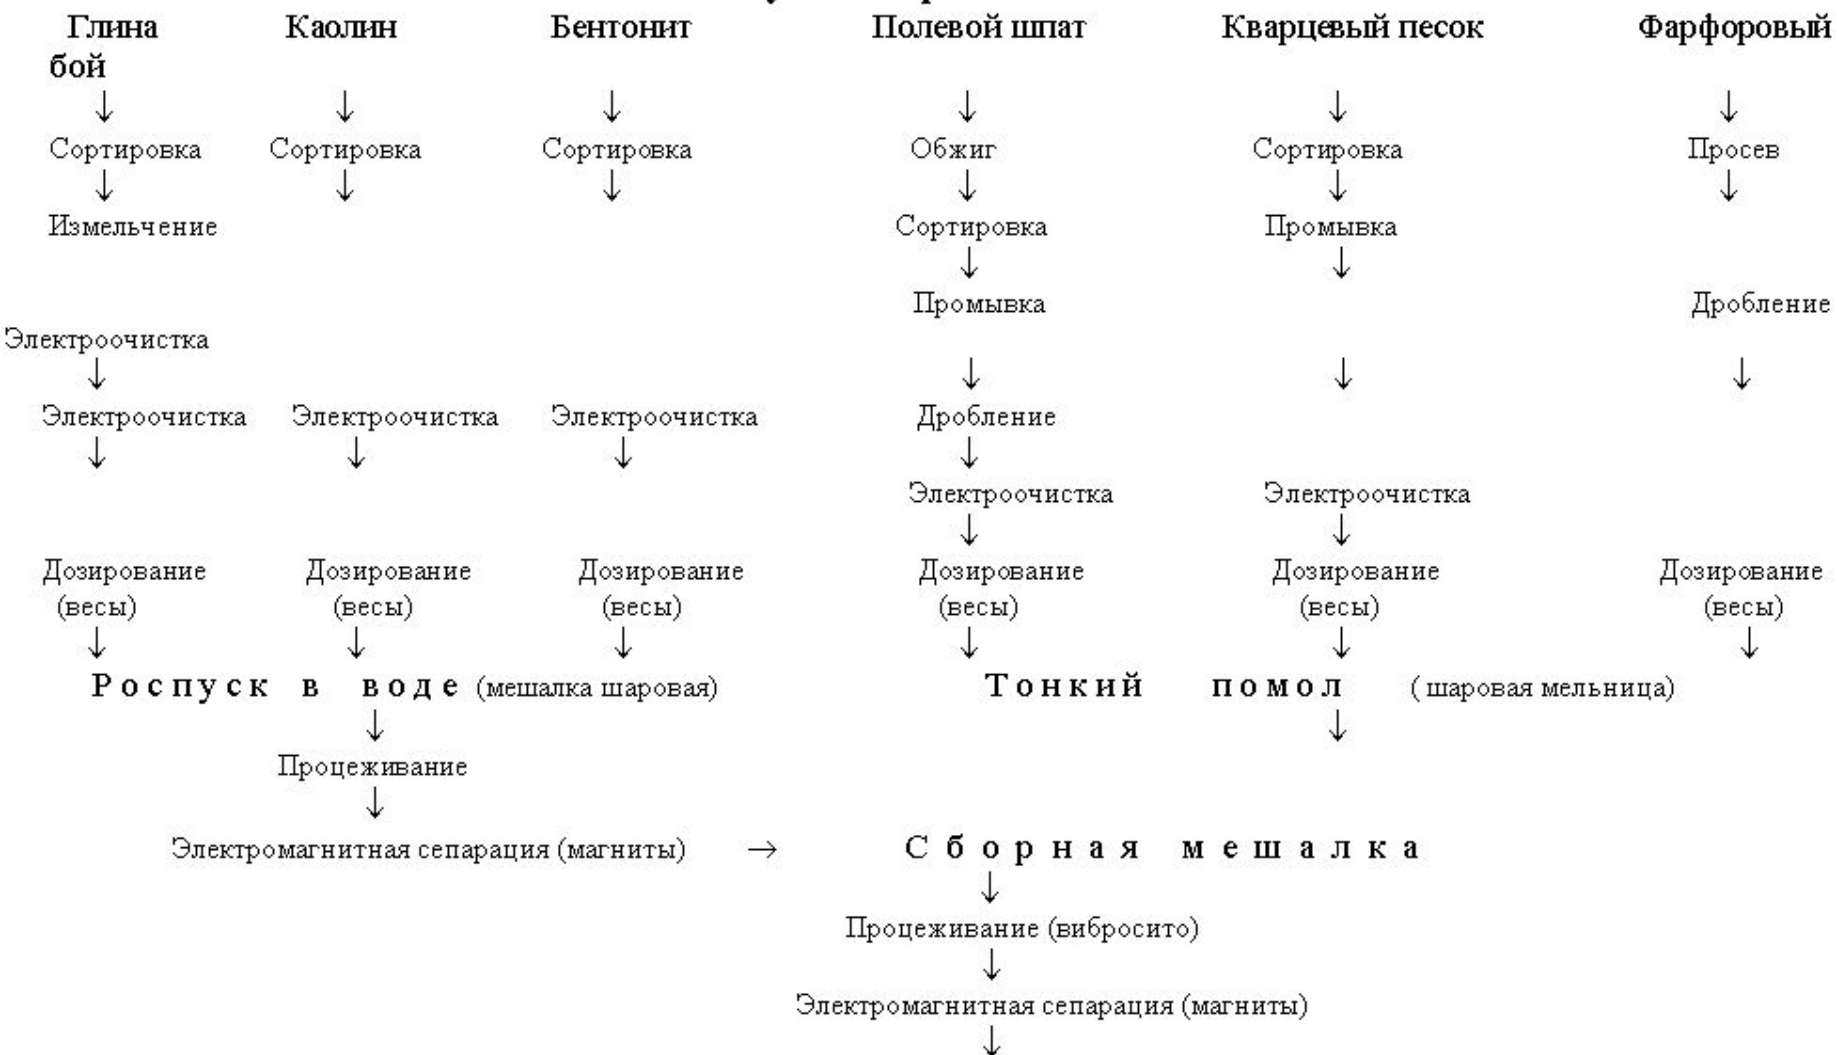 Глина Каолин Бентонит Полевой шпат Кварцевый песок Фарфоровый
бой
↓ ↓ ↓ ↓ ↓ ↓
Сортировка Сортировка Сортировка Обжиг Сортировка Просев
↓ ↓ ↓ ↓ ↓ ↓
Измельчение Сортировка Промывка
↓ ↓
Промывка Дробление
Электроочистка
↓ ↓ ↓ ↓
Электроочистка Электроочистка Электроочистка Дробление
↓ ↓ ↓ ↓
Электроочистка Электроочистка
↓ ↓
Дозирование Дозирование Дозирование Дозирование Дозирование Дозирование
(весы) (весы) (весы) (весы) (весы) (весы)
↓ ↓ ↓ ↓ ↓ ↓
Роспуск в воде (мешалка шаровая) Тонкий помол ( шаровая мельница)
↓ ↓
Процеживание
↓
Электромагнитная сепарация (магниты) → Сборная мешалка
↓
Процеживание (вибросито)
↓
Электромагнитная сепарация (магниты)
↓